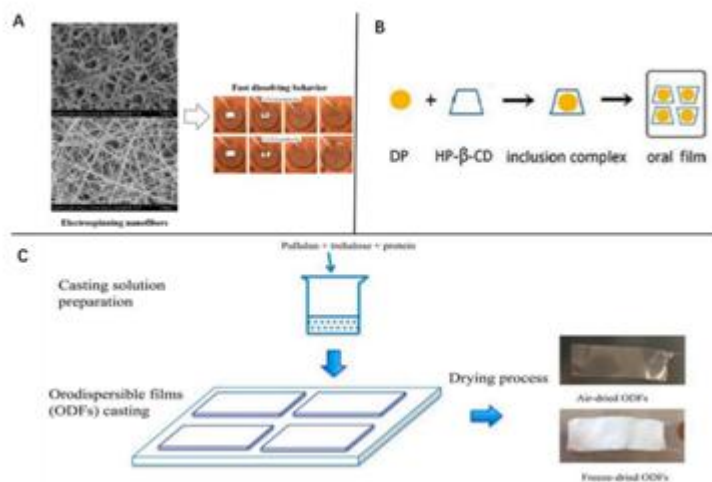 A
Fast dissolving behavior
Electrospinning nanofibers
B
DP
+
HP-β-CD
inclusion complex
oral film
C
Pullulan + trehalose + protein
Casting solution
preparation
Orodispersible films
(ODFs) casting
Drying process
Air-dried ODFs
Freeze-dried ODFs